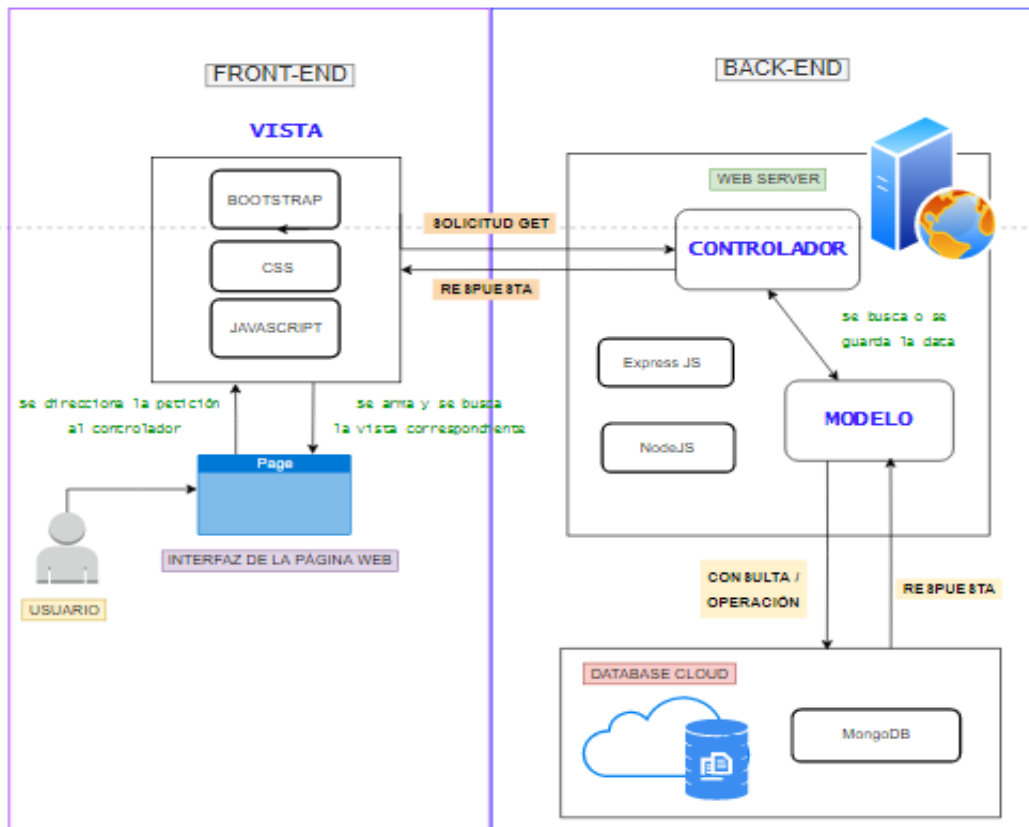 FRONT-END
VISTA
BOOTSTRAP
CSS
JAVASCRIPT
Se direciona la petición
al controlador
Se arma y se busca
la vista correspondiente
Page
INTERFAZ DE LA PÁGINA WEB
USUARIO
SOLICITUD GET
RESPUESTA
BACK-END
WEB SERVER
CONTROLADOR
Se busca o se
guarda la data
Express JS
NodeJS
MODELO
CONSULTA /
OPERACIÓN
RESPUESTA
DATABASE CLOUD
MongoDB